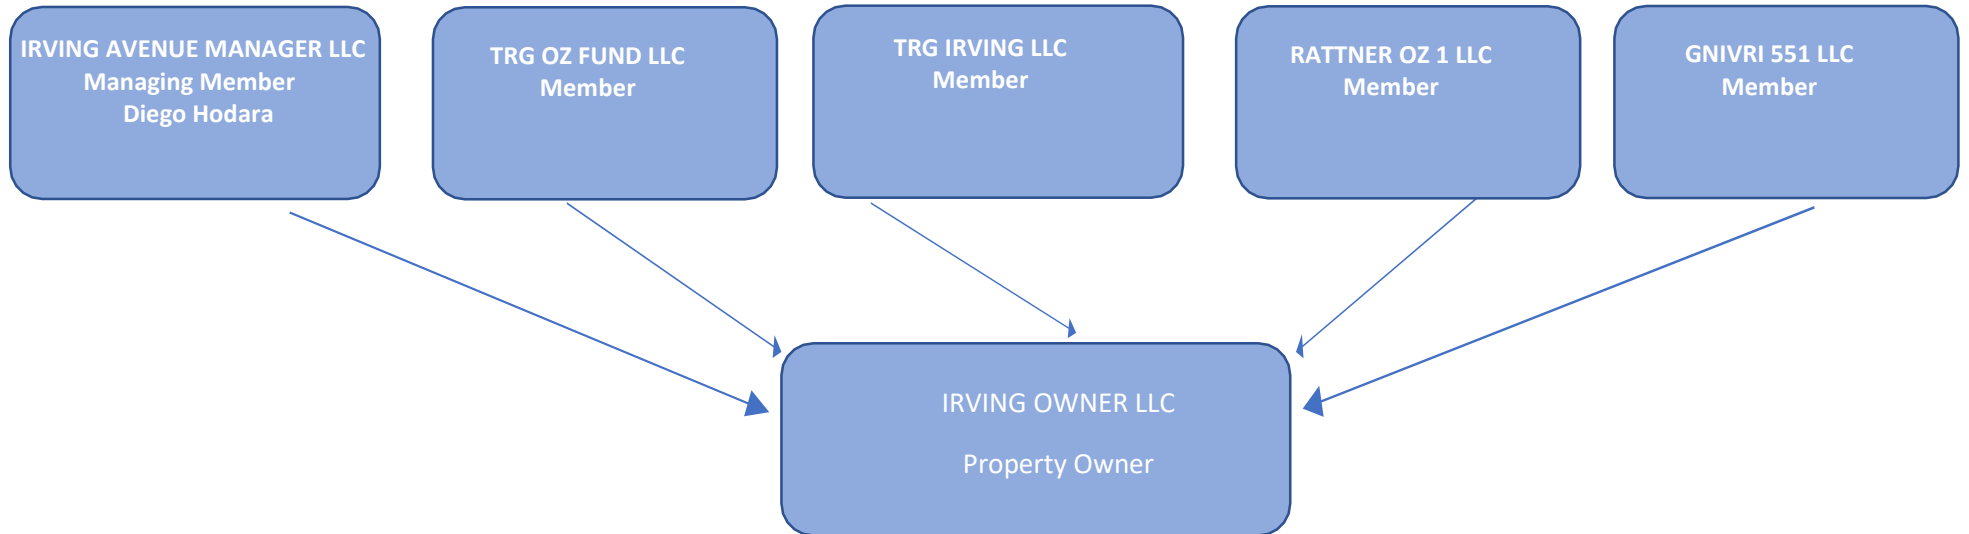 IRVING AVENUE MANAGER LLC
Managing Member
Diego Hodara
TRG OZ FUND LLC
Member
TRG IRVING LLC
Member
RATTNER OZ 1 LLC
Member
GNIVRI 551 LLC
Member
IRVING OWNER LLC
Property Owner